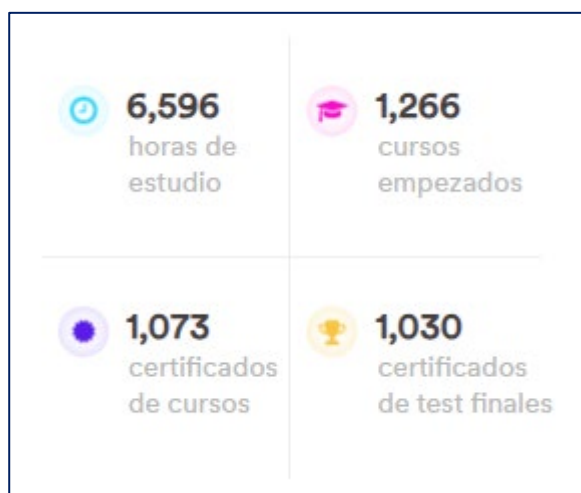 6,596
horas de
estudio
1,266
cursos
empezados
1,073
certificados
de cursos
1,030
certificados
de test finales